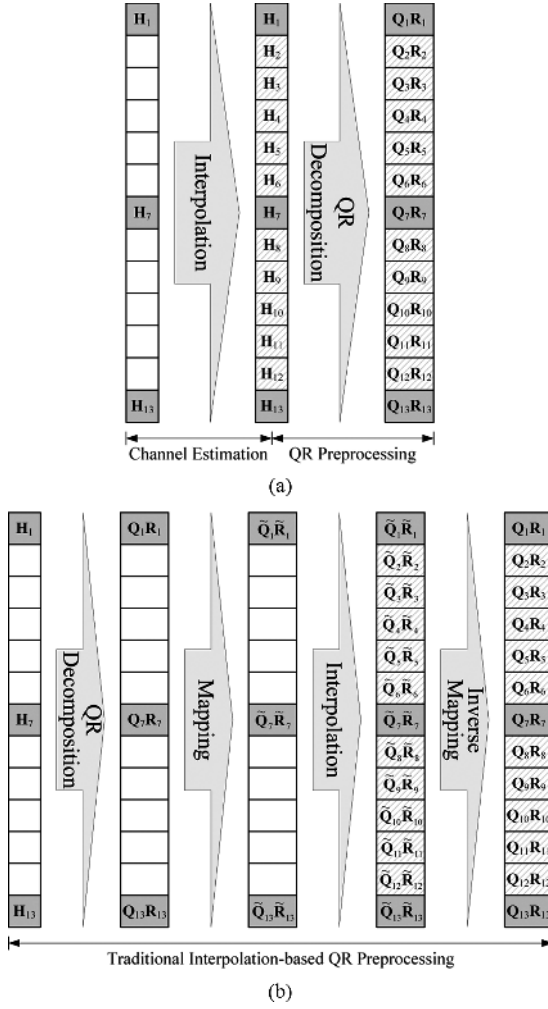 H₁ H₁ Q₁R₁
H₂ Q₂R₂
H₃ Q₃R₃
H₄ Q₄R₄
H₅ Q₅R₅
H₆ Q₆R₆
H₇ H₇ Q₇R₇
H₈ Q₈R₈
H₉ Q₉R₉
H₁₀ Q₁₀R₁₀
H₁₁ Q₁₁R₁₁
H₁₂ Q₁₂R₁₂
H₁₃ H₁₃ Q₁₃R₁₃
Interpolation
QR
Decomposition
Channel Estimation QR Preprocessing
(a)
H₁ Q₁R₁ Q̃₁R̃₁ Q̃₁R̃₁ Q₁R₁
Q̃₂R̃₂ Q₂R₂
Q̃₃R̃₃ Q₃R₃
Q̃₄R̃₄ Q₄R₄
Q̃₅R̃₅ Q₅R₅
Q̃₆R̃₆ Q₆R₆
H₇ Q₇R₇ Q̃₇R̃₇ Q̃₇R̃₇ Q₇R₇
Q̃₈R̃₈ Q₈R₈
Q̃₉R̃₉ Q₉R₉
Q̃₁₀R̃₁₀ Q₁₀R₁₀
Q̃₁₁R̃₁₁ Q₁₁R₁₁
Q̃₁₂R̃₁₂ Q₁₂R₁₂
H₁₃ Q₁₃R₁₃ Q̃₁₃R̃₁₃ Q̃₁₃R̃₁₃ Q₁₃R₁₃
QR
Decomposition
Mapping
Interpolation
Inverse
Mapping
Traditional Interpolation-based QR Preprocessing
(b)